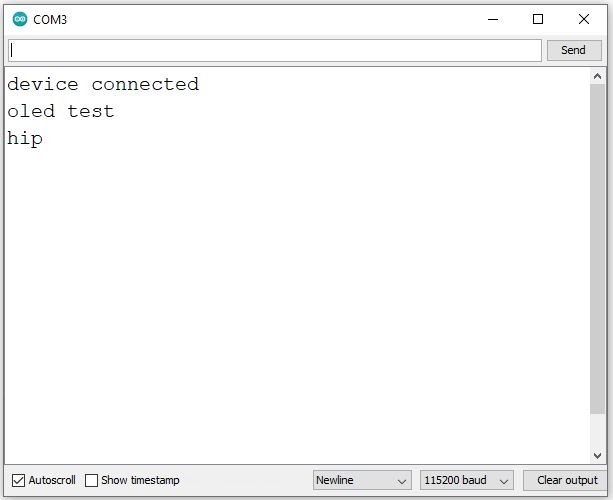 COM3
Send
device connected
oled test
hip
Autoscroll Show timestamp Newline 115200 baud Clear output